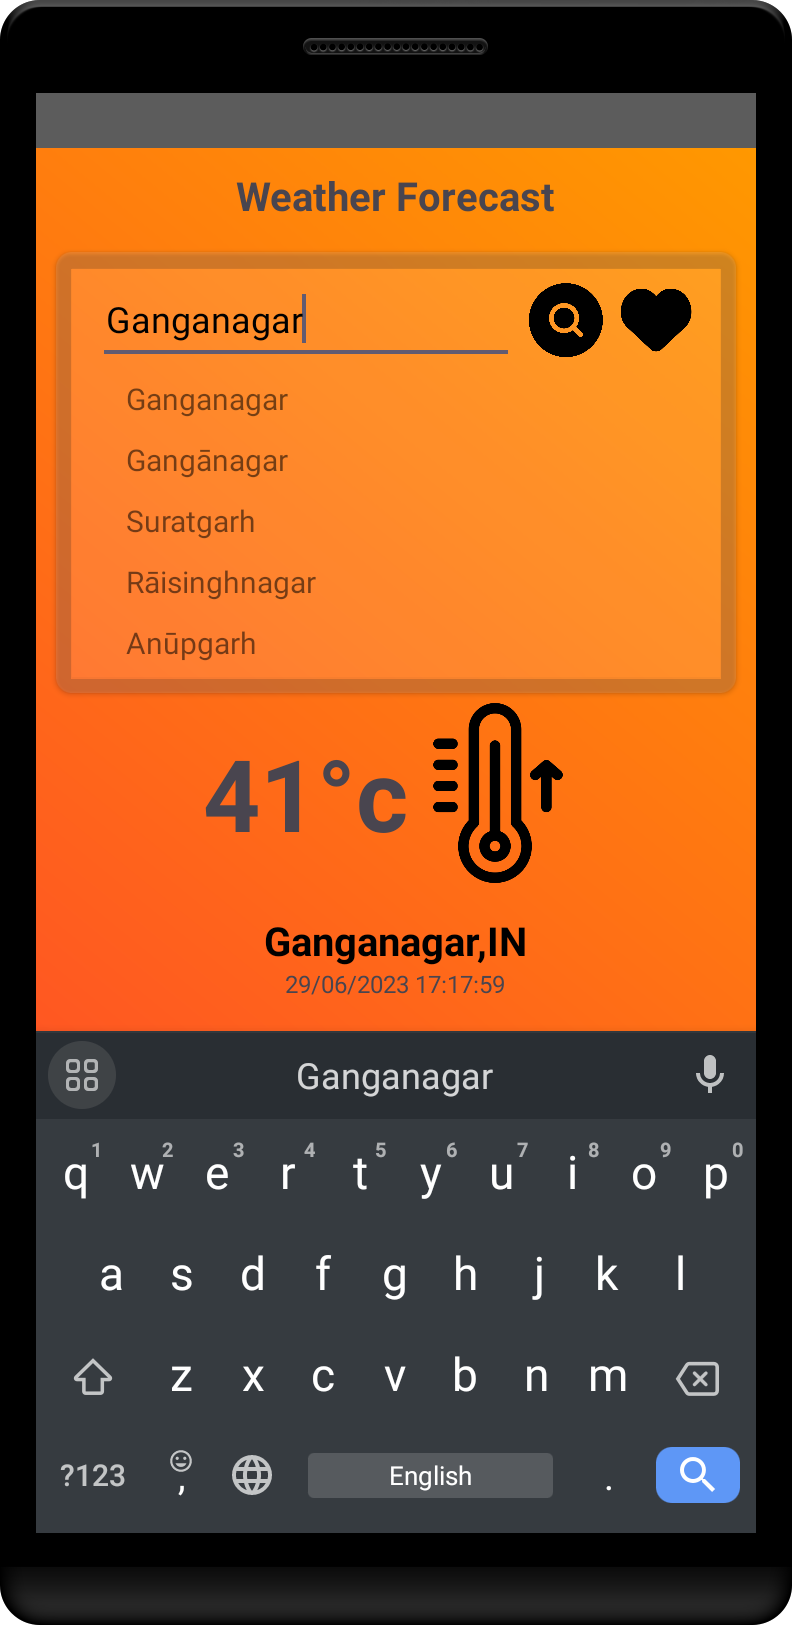 Weather Forecast
Ganganagar
Ganganagar
Gangānagar
Suratgarh
Rāisinghnagar
Anūpgarh
41°c
Ganganagar,IN
29/06/2023 17:17:59
Ganganagar
1 2 3 4 5 6 7 8 9 0
q w e r t y u i o p
a s d f g h j k l
z x c v b n m
?123 , English .